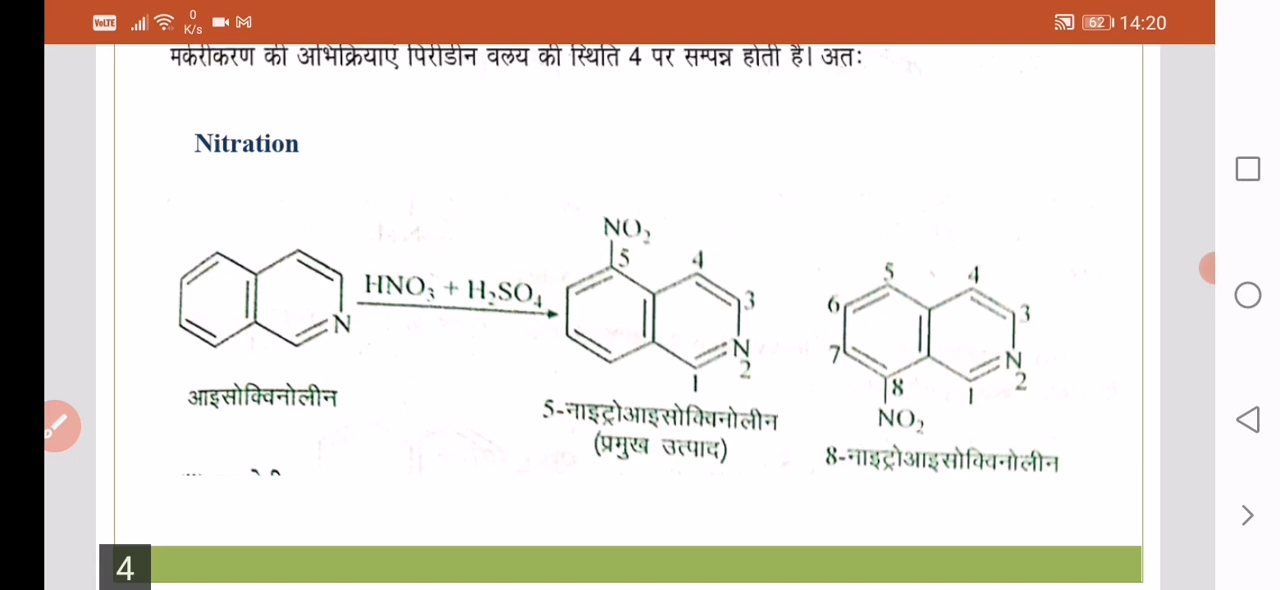 VoLTE 0 K/s 62 14:20
मर्करीकरण की अभिक्रियाएं पिरीडीन वलय की स्थिति 4 पर सम्पन्न होती हैं। अतः
Nitration
HNO₃ + H₂SO₄
N
आइसोक्विनोलीन
NO₂
5 4
3
N
2
1
5-नाइट्रोआइसोक्विनोलीन
(प्रमुख उत्पाद)
5 4
6 3
7 N
8 1 2
NO₂
8-नाइट्रोआइसोक्विनोलीन
4